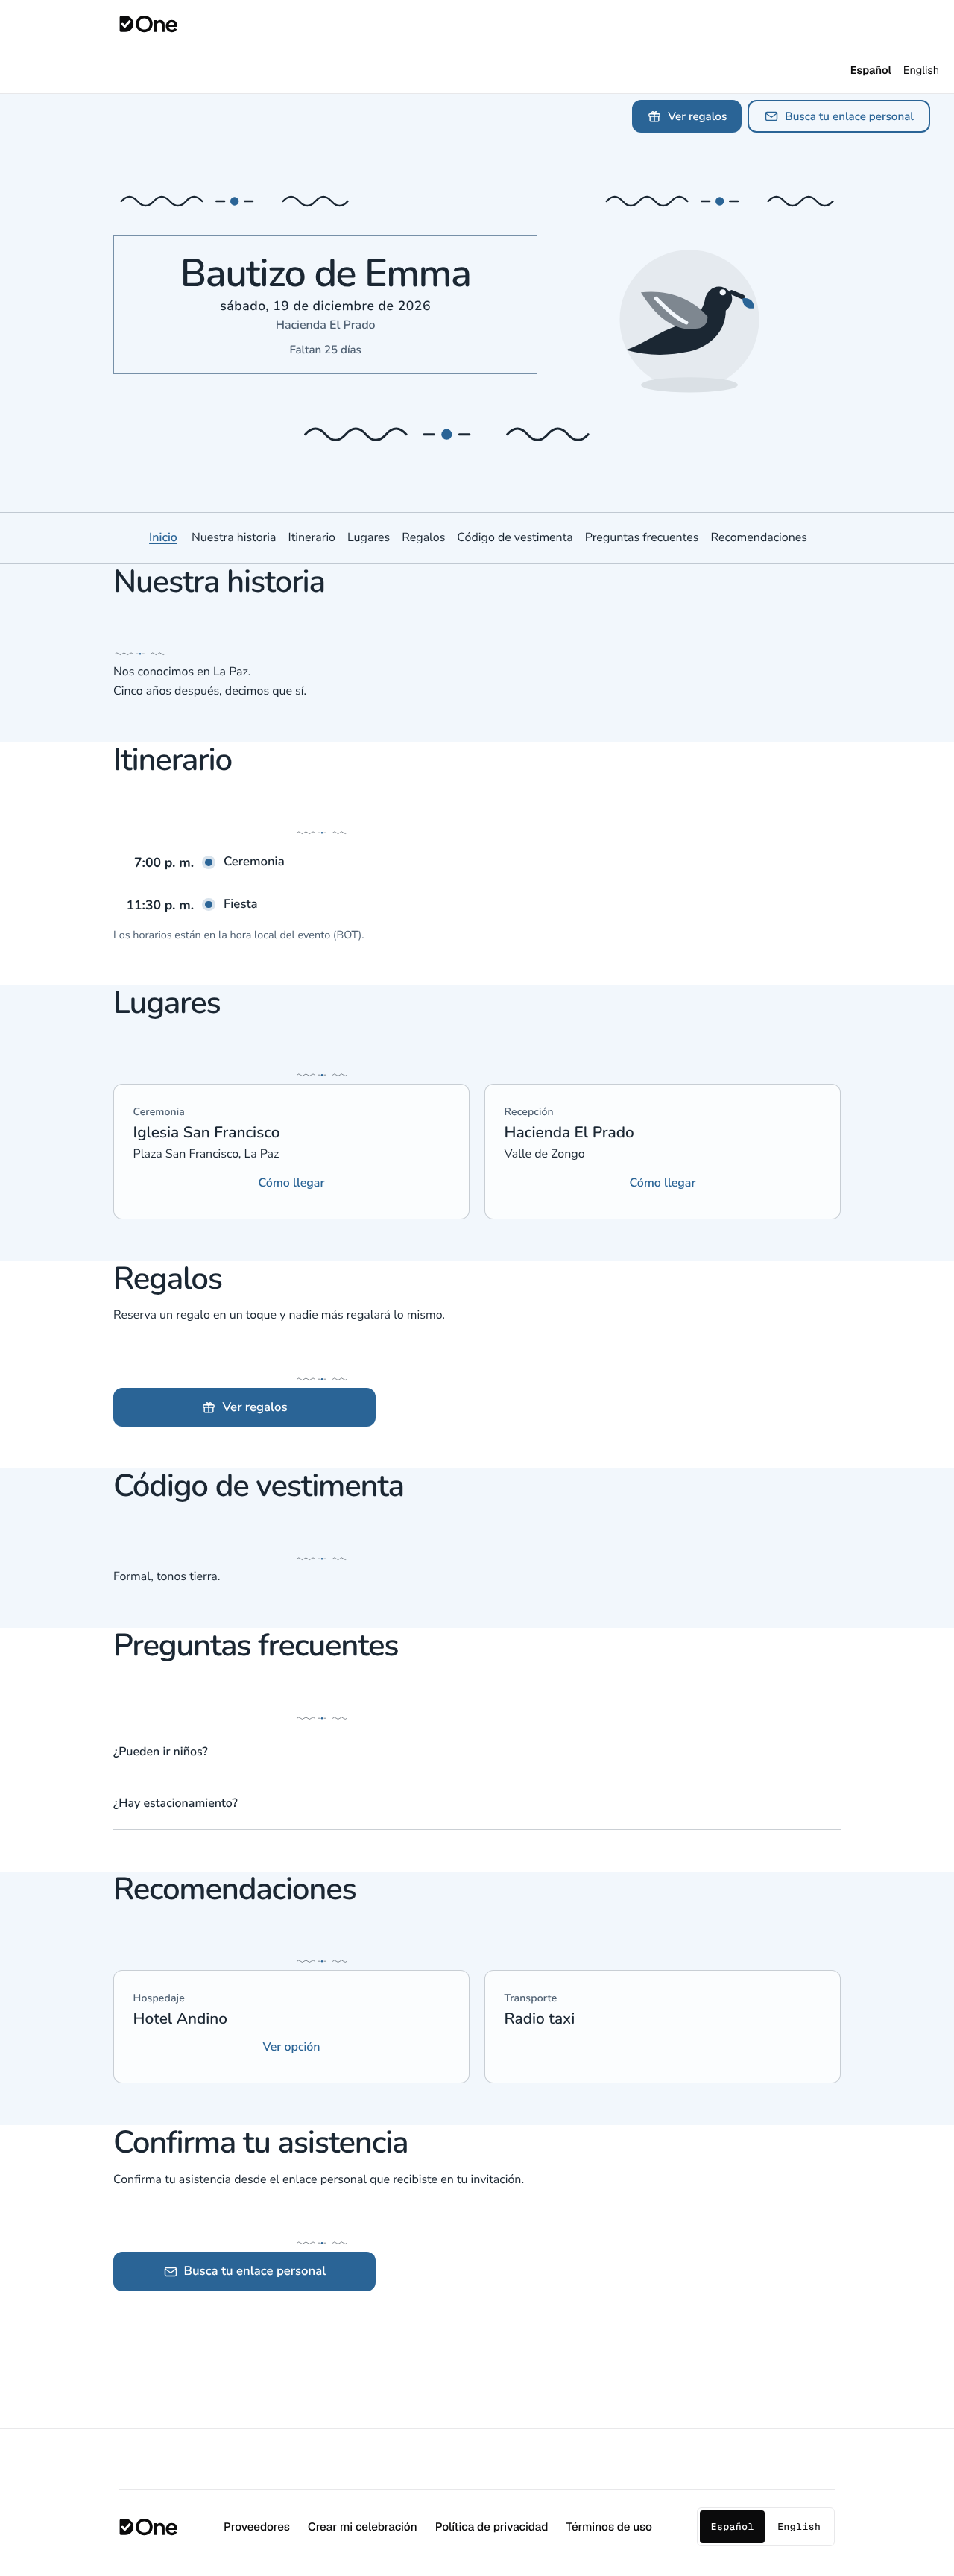 One
Español English
Ver regalos Busca tu enlace personal
Bautizo de Emma
sábado, 19 de diciembre de 2026
Hacienda El Prado
Faltan 25 días
Inicio Nuestra historia Itinerario Lugares Regalos Código de vestimenta Preguntas frecuentes Recomendaciones
Nuestra historia
Nos conocimos en La Paz.
Cinco años después, decimos que sí.
Itinerario
7:00 p. m. Ceremonia
11:30 p. m. Fiesta
Los horarios están en la hora local del evento (BOT).
Lugares
Ceremonia
Iglesia San Francisco
Plaza San Francisco, La Paz
Cómo llegar
Recepción
Hacienda El Prado
Valle de Zongo
Cómo llegar
Regalos
Reserva un regalo en un toque y nadie más regalará lo mismo.
Ver regalos
Código de vestimenta
Formal, tonos tierra.
Preguntas frecuentes
¿Pueden ir niños?
¿Hay estacionamiento?
Recomendaciones
Hospedaje
Hotel Andino
Ver opción
Transporte
Radio taxi
Confirma tu asistencia
Confirma tu asistencia desde el enlace personal que recibiste en tu invitación.
Busca tu enlace personal
One Proveedores Crear mi celebración Política de privacidad Términos de uso Español English